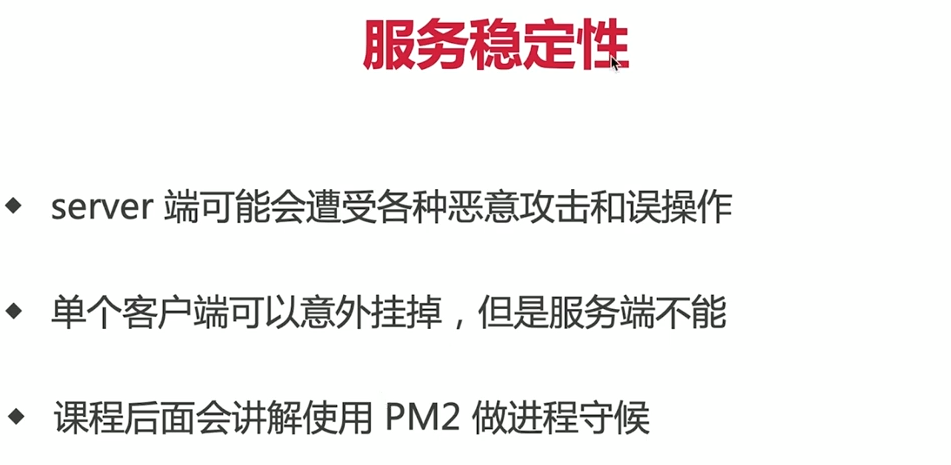 服务稳定性
server 端可能会遭受各种恶意攻击和误操作
单个客户端可以意外挂掉，但是服务端不能
课程后面会讲解使用 PM2 做进程守候